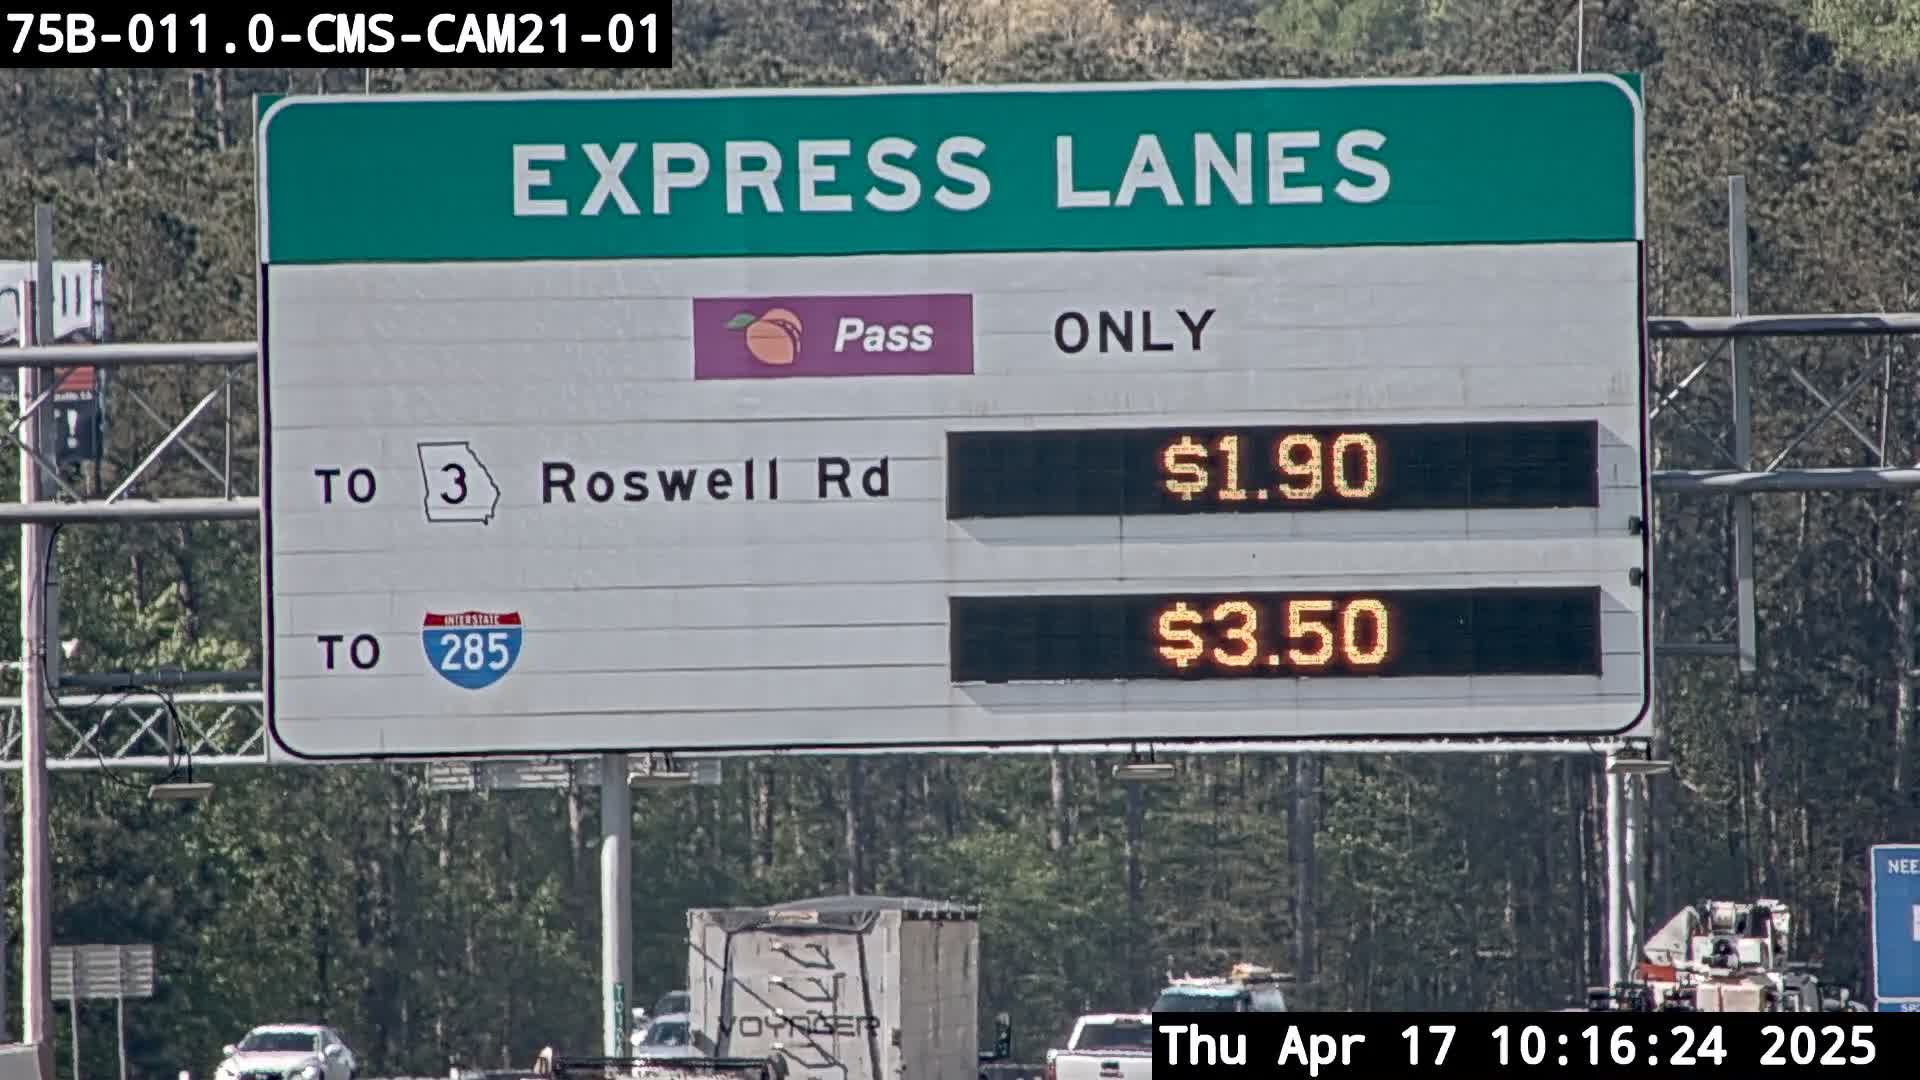 75B-011.0-CMS-CAM21-01
EXPRESS LANES
Pass ONLY
TO 3 Roswell Rd $1.90
TO INTERSTATE 285 $3.50
VOYAGER
NEE
Thu Apr 17 10:16:24 2025